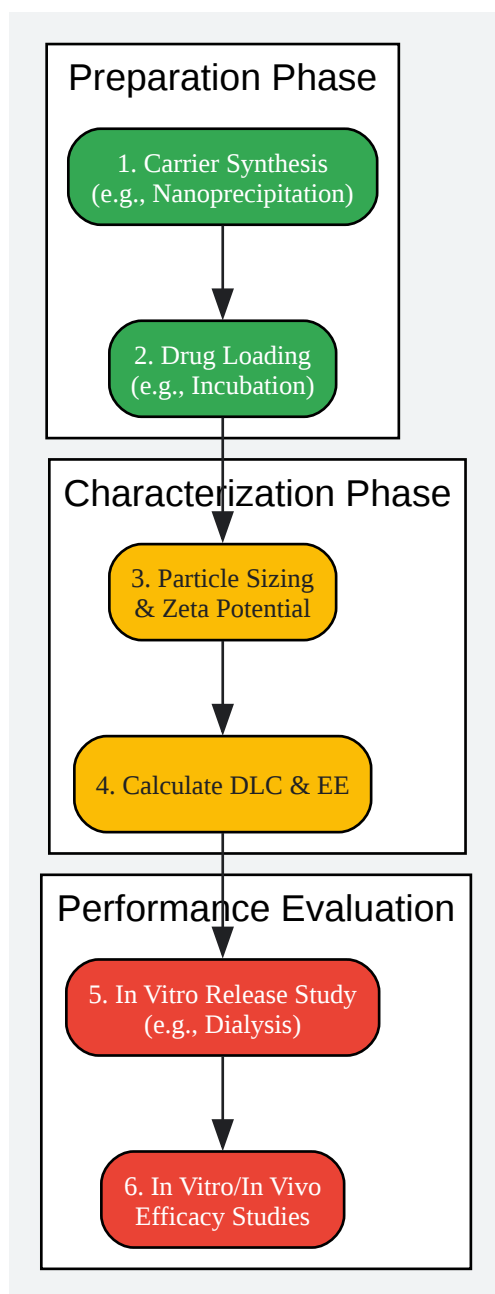 Preparation Phase
1. Carrier Synthesis
(e.g., Nanoprecipitation)
2. Drug Loading
(e.g., Incubation)
Characterization Phase
3. Particle Sizing
& Zeta Potential
4. Calculate DLC & EE
Performance Evaluation
5. In Vitro Release Study
(e.g., Dialysis)
6. In Vitro/In Vivo
Efficacy Studies